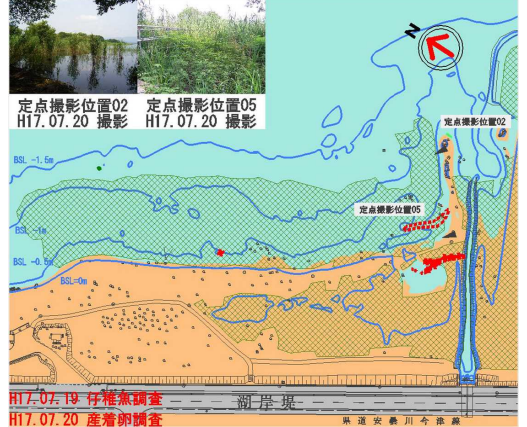 定点撮影位置02
H17.07.20 撮影
定点撮影位置05
H17.07.20 撮影
N
定点撮影位置02
BSL -1.5m
定点撮影位置05
BSL -1m
BSL -0.5m
BSL=0m
H17.07.19 仔稚魚調査
H17.07.20 産着卵調査
湖岸堤
県道安曇川今津線